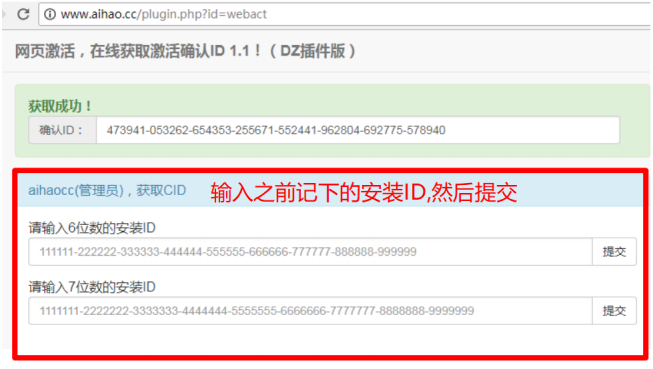 www.aihao.cc/plugin.php?id=webact
网页激活，在线获取激活确认ID 1.1！（DZ插件版）
获取成功！
确认ID： 473941-053262-654353-255671-552441-962804-692775-578940
aihaocc(管理员)，获取CID 输入之前记下的安装ID,然后提交
请输入6位数的安装ID
111111-222222-333333-444444-555555-666666-777777-888888-999999 提交
请输入7位数的安装ID
1111111-2222222-3333333-4444444-5555555-6666666-7777777-8888888-9999999 提交